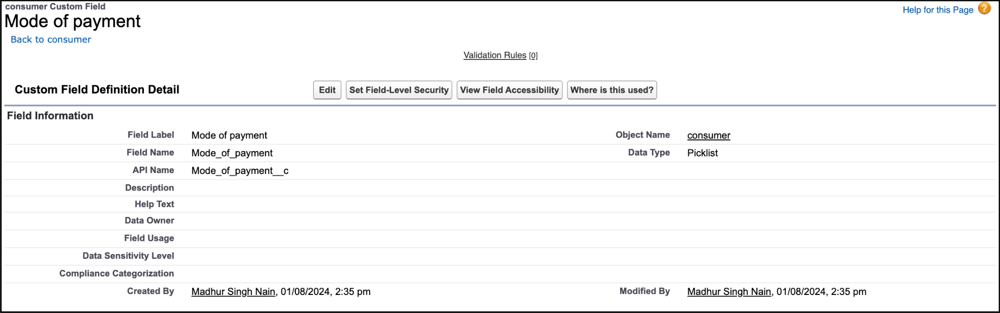 consumer Custom Field
Mode of payment
Help for this Page ?
Back to consumer
Validation Rules [0]
Custom Field Definition Detail Edit Set Field-Level Security View Field Accessibility Where is this used?
Field Information
Field Label Mode of payment Object Name consumer
Field Name Mode_of_payment Data Type Picklist
API Name Mode_of_payment__c
Description
Help Text
Data Owner
Field Usage
Data Sensitivity Level
Compliance Categorization
Created By Madhur Singh Nain, 01/08/2024, 2:35 pm Modified By Madhur Singh Nain, 01/08/2024, 2:35 pm